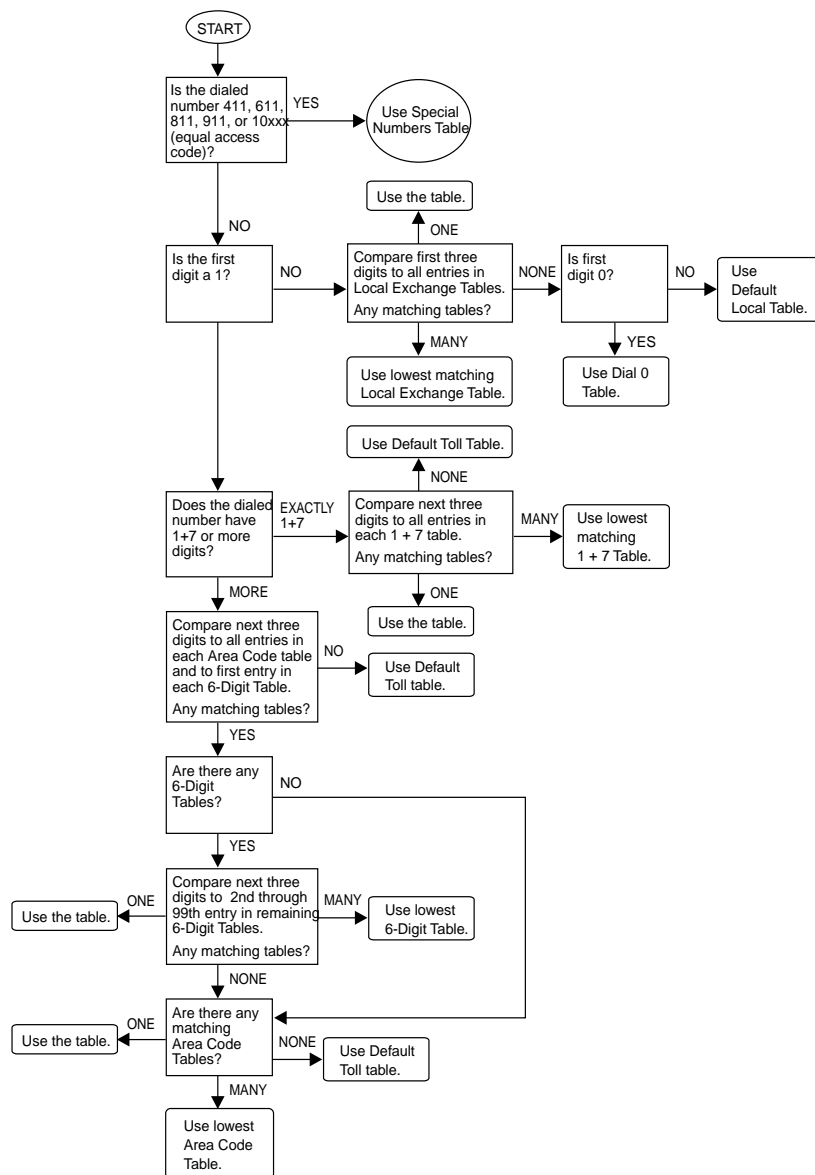 START
Is the dialed
number 411, 611,
811, 911, or 10xxx
(equal access
code)?
YES
Use Special
Numbers Table
NO
Use the table.
ONE
Is the first
digit a 1?
NO
Compare first three
digits to all entries in
Local Exchange Tables.
Any matching tables?
NONE
Is first
digit 0?
NO
Use
Default
Local Table.
MANY
YES
Use lowest matching
Local Exchange Table.
Use Dial 0
Table.
Use Default Toll Table.
NONE
Does the dialed
number have
1+7 or more
digits?
EXACTLY
1+7
Compare next three
digits to all entries in
each 1 + 7 table.
Any matching tables?
MANY
Use lowest
matching
1 + 7 Table.
MORE
ONE
Use the table.
Compare next three
digits to all entries in
each Area Code table
and to first entry in
each 6-Digit Table.
Any matching tables?
NO
Use Default
Toll table.
YES
Are there any
6-Digit
Tables?
NO
YES
Compare next three
digits to  2nd through
99th entry in remaining
6-Digit Tables.
Any matching tables?
ONE
Use the table.
MANY
Use lowest
6-Digit Table.
NONE
Are there any
matching
Area Code
Tables?
ONE
Use the table.
NONE
Use Default
Toll table.
MANY
Use lowest
Area Code
Table.